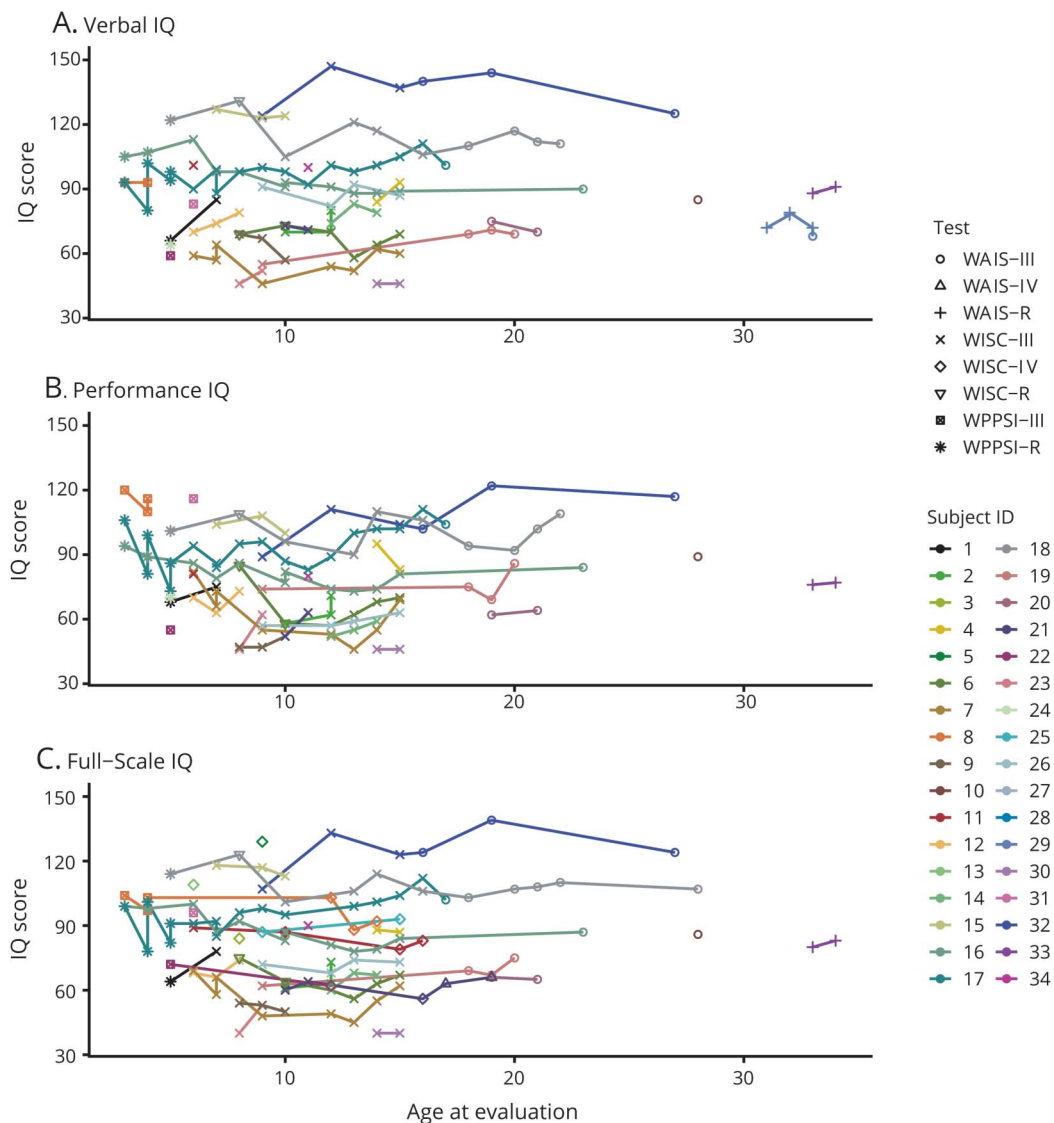 A. Verbal IQ
150
120
90
60
30
IQ score
10 20 30
B. Performance IQ
150
120
90
60
30
IQ score
10 20 30
C. Full−Scale IQ
150
120
90
60
30
IQ score
10 20 30
Age at evaluation
Test
WAIS−III
WAIS−IV
WAIS−R
WISC−III
WISC−IV
WISC−R
WPPSI−III
WPPSI−R
Subject ID
1 18
2 19
3 20
4 21
5 22
6 23
7 24
8 25
9 26
10 27
11 28
12 29
13 30
14 31
15 32
16 33
17 34